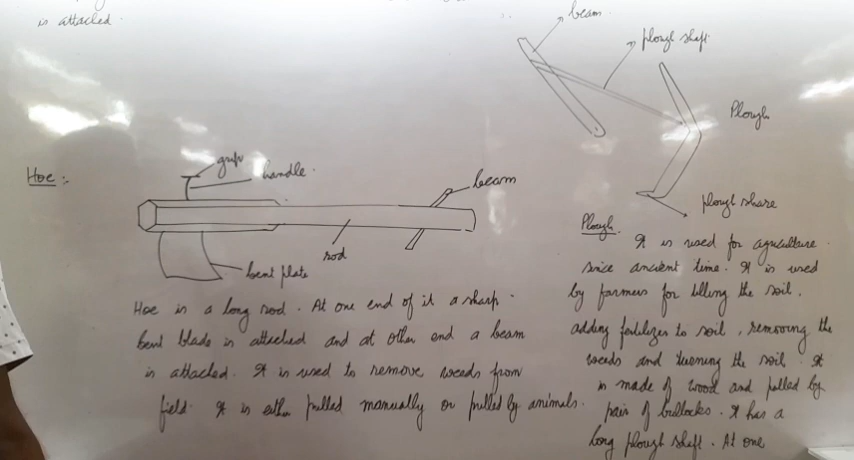 is attached.
beam
plough shaft
Plough
plough share
Hoe :
grip
handle.
beam
rod
bent plate
Hoe is a long rod. At one end of it a sharp
bent blade is attached and at other end a beam
is attached. It is used to remove weeds from
field. It is either pulled manually or pulled by animals.
Plough.
It is used for agriculture
since ancient time. It is used
by farmers for tilling the soil,
adding fertilizer to soil, removing the
weeds and turning the soil. It
is made of wood and pulled by
pair of bullocks. It has a
long plough shaft. At one